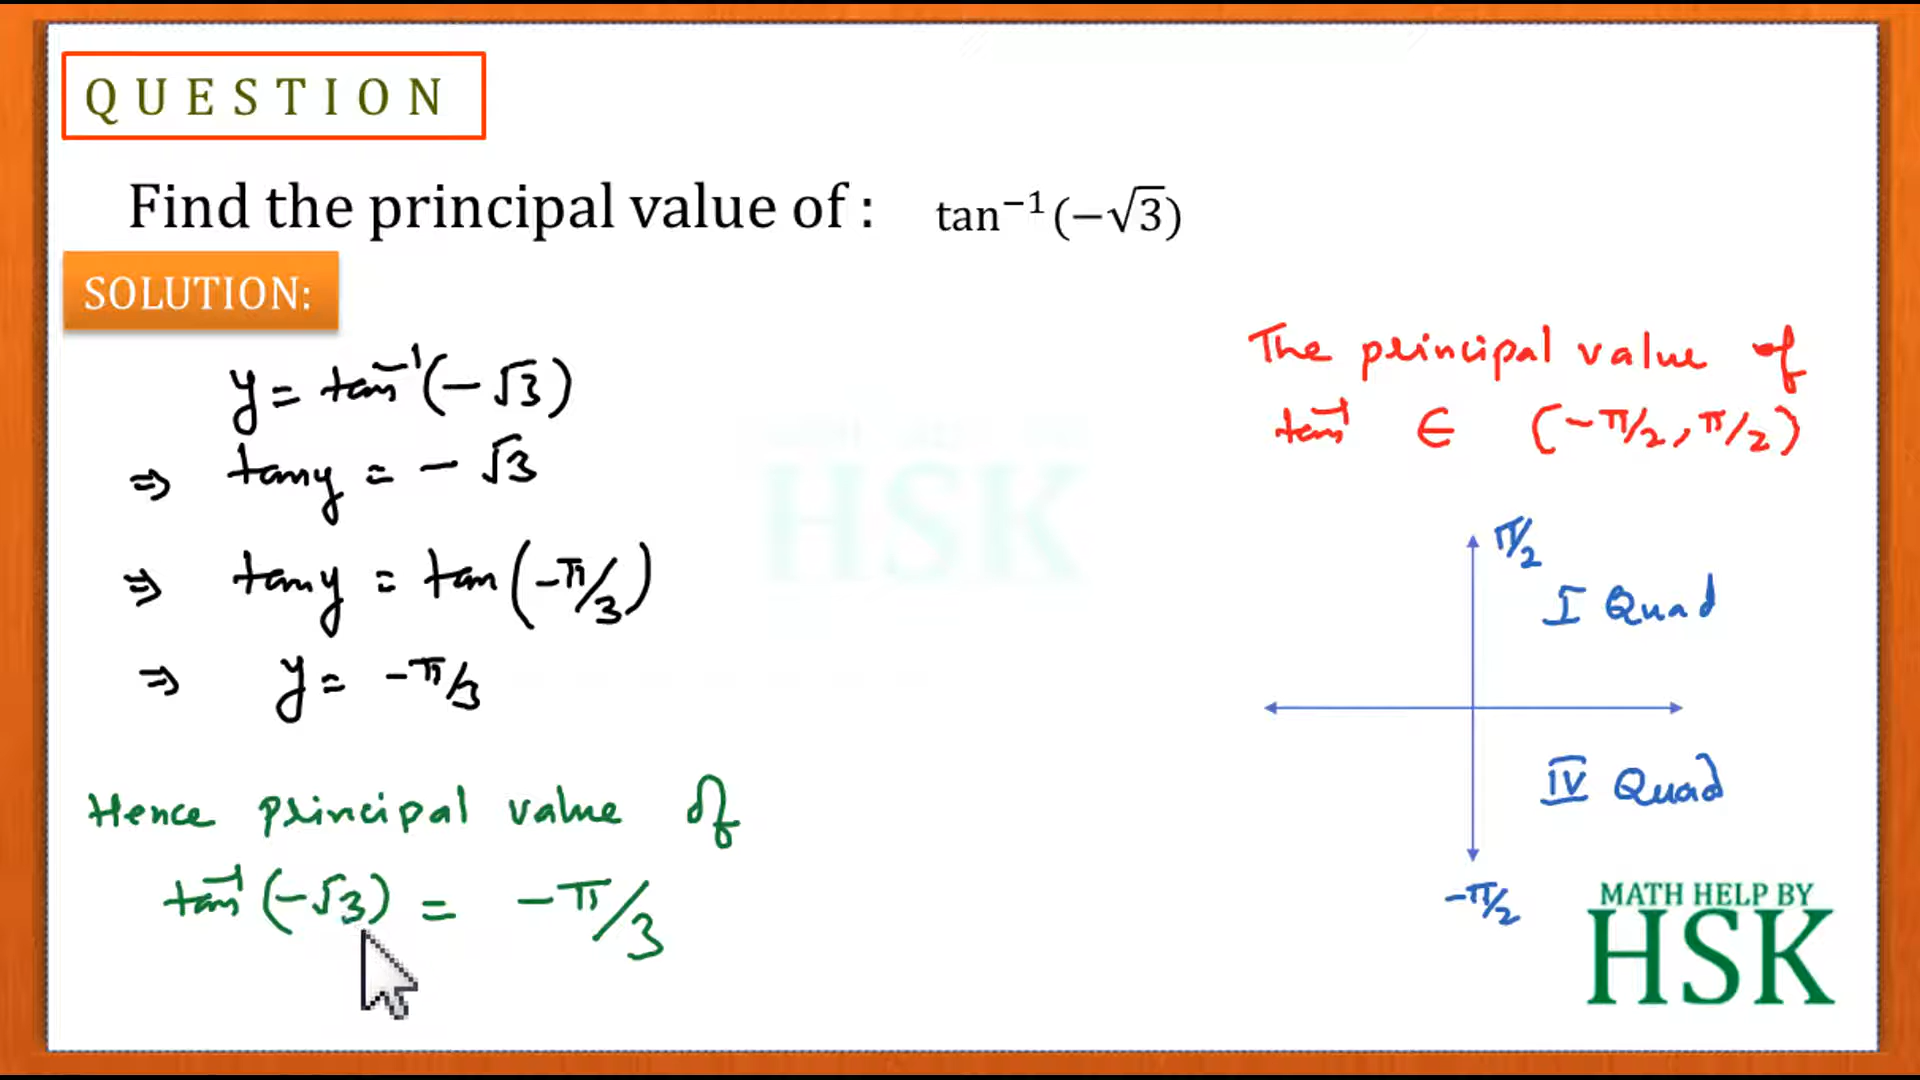 QUESTION
Find the principal value of : tan⁻¹(−√3)
SOLUTION:
y = tan⁻¹(−√3)
⇒ tany = −√3
⇒ tany = tan(−π/3)
⇒ y = −π/3
Hence principal value of
tan⁻¹(−√3) = −π/3
The principal value of
tan⁻¹ ∈ (−π/2, π/2)
π/2
I Quad
IV Quad
−π/2
HSK
MATH HELP BY
HSK